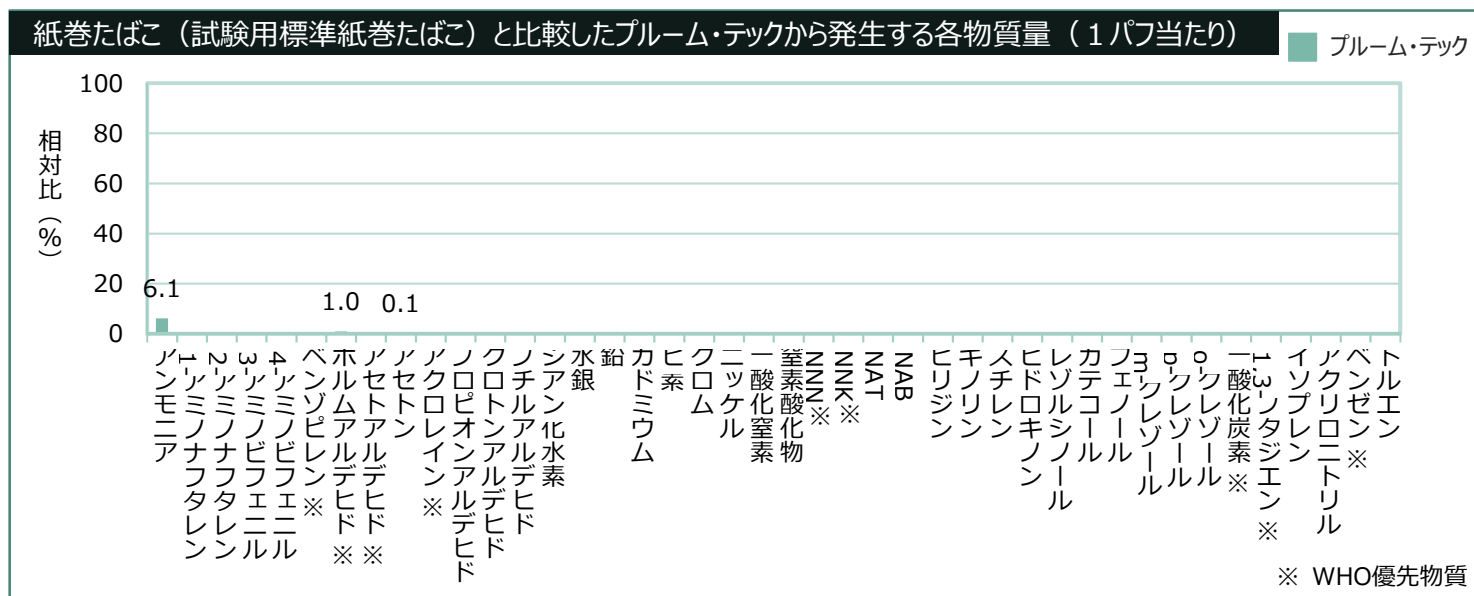 紙巻たばこ（試験用標準紙巻たばこ）と比較したプルーム・テックから発生する各物質量（1パフ当たり）
プルーム・テック
相対比（%）
100
80
60
40
20
0
6.1
1.0
0.1
アンモニア
1-アミノナフタレン
2-アミノナフタレン
3-アミノビフェニル
4-アミノビフェニル
ベンゾピレン※
ホルムアルデヒド※
アセトアルデヒド※
アセトン
アクロレイン※
プロピオンアルデヒド
クロトンアルデヒド
ブチルアルデヒド
シアン化水素
水銀
鉛
カドミウム
ヒ素
クロム
ニッケル
一酸化窒素
窒素酸化物
NNN※
NNK※
NAT
NAB
ピリジン
キノリン
スチレン
ヒドロキノン
レゾルシノール
カテコール
フェノール
m-クレゾール
p-クレゾール
o-クレゾール
一酸化炭素※
1.3-ブタジエン※
イソプレン
アクリロニトリル
ベンゼン※
トルエン
※ WHO優先物質